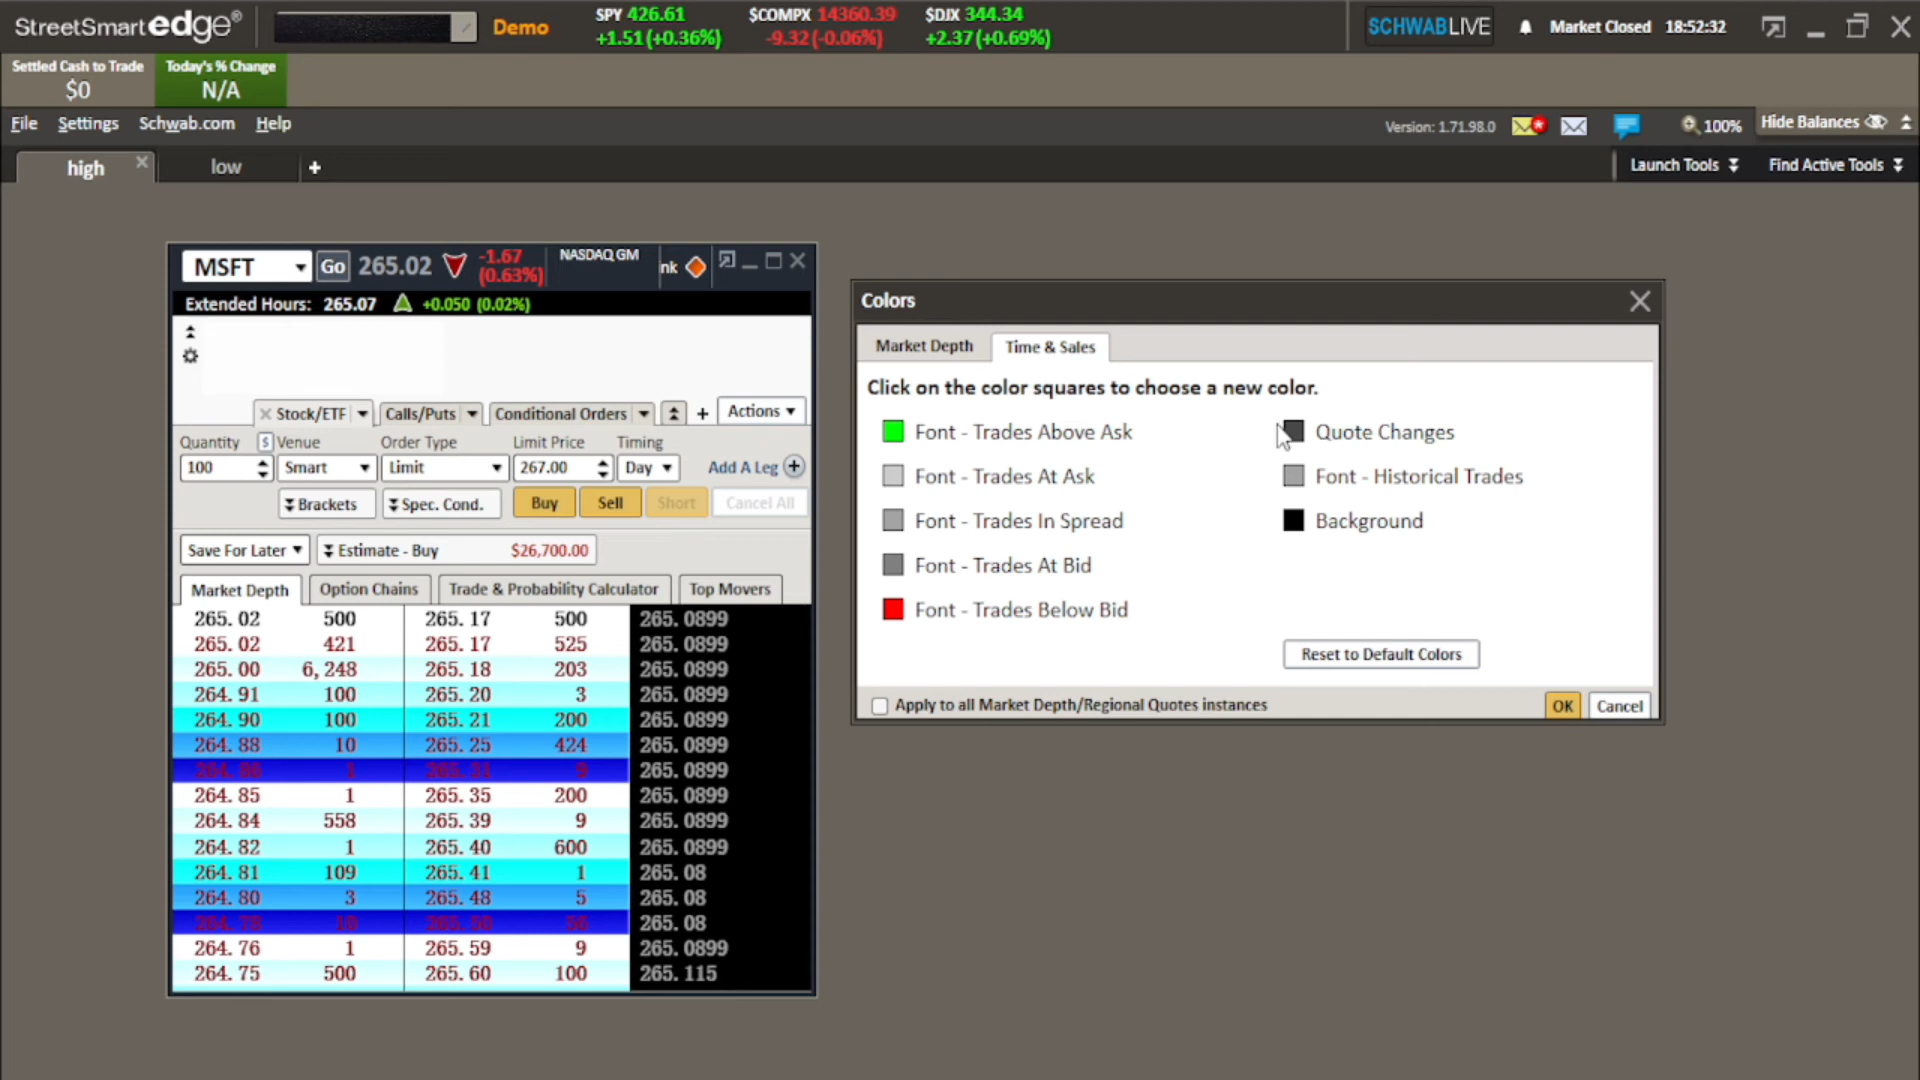 StreetSmart edge® Demo SPY 426.61 $COMPX 14360.39 $DJX 344.34 SCHWABLIVE Market Closed 18:52:32
+1.51 (+0.36%) -9.32 (-0.06%) +2.37 (+0.69%)
Settled Cash to Trade Today's % Change
$0 N/A
File Settings Schwab.com Help Version: 1.71.98.0 100% Hide Balances
high low + Launch Tools Find Active Tools
MSFT Go 265.02 -1.67 (0.63%) NASDAQ GM nk
Extended Hours: 265.07 +0.050 (0.02%)
Stock/ETF Calls/Puts Conditional Orders + Actions
Quantity $ Venue Order Type Limit Price Timing
100 Smart Limit 267.00 Day Add A Leg
Brackets Spec. Cond. Buy Sell Short Cancel All
Save For Later Estimate - Buy $26,700.00
Market Depth Option Chains Trade & Probability Calculator Top Movers
265.02 500 265.17 500 265.0899
265.02 421 265.17 525 265.0899
265.00 6,248 265.18 203 265.0899
264.91 100 265.20 3 265.0899
264.90 100 265.21 200 265.0899
264.88 10 265.25 424 265.0899
265.0899
264.85 1 265.35 200 265.0899
264.84 558 265.39 9 265.0899
264.82 1 265.40 600 265.0899
264.81 109 265.41 1 265.08
264.80 3 265.48 5 265.08
265.08
264.76 1 265.59 9 265.0899
264.75 500 265.60 100 265.115
Colors
Market Depth Time & Sales
Click on the color squares to choose a new color.
Font - Trades Above Ask Quote Changes
Font - Trades At Ask Font - Historical Trades
Font - Trades In Spread Background
Font - Trades At Bid
Font - Trades Below Bid
Reset to Default Colors
Apply to all Market Depth/Regional Quotes instances OK Cancel